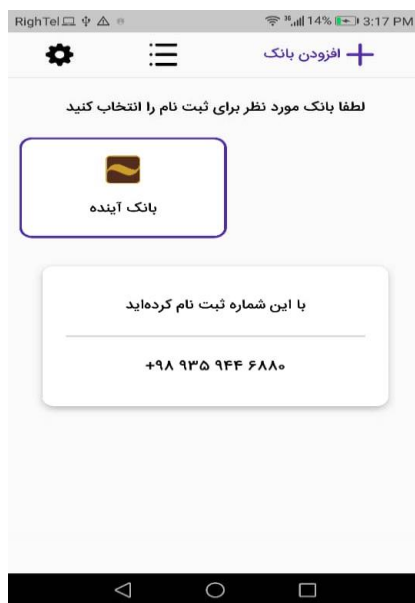 RighTel 14% 3:17 PM
افزودن بانک
لطفا بانک مورد نظر برای ثبت نام را انتخاب کنید
بانک آینده
با این شماره ثبت نام کرده‌اید
+۹۸ ۹۳۵ ۹۴۴ ۶۸۸۰